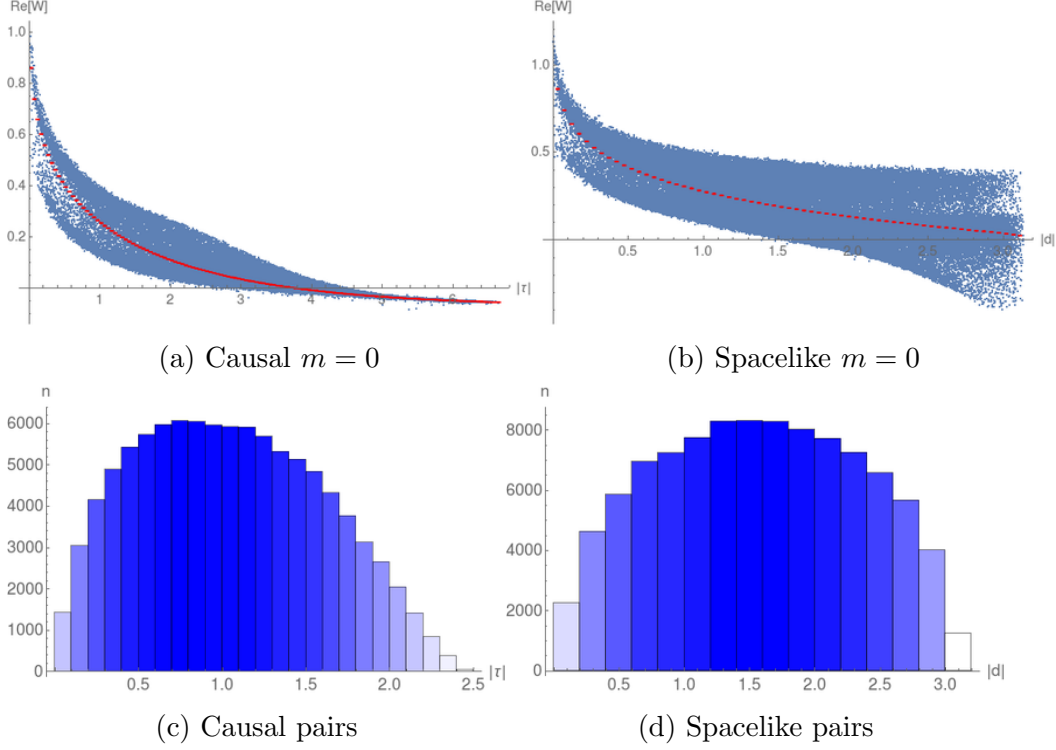 Re[W]
1.0
0.8
0.6
0.4
0.2
1 2 3 4 5 6 |τ|
(a) Causal m = 0
Re[W]
1.0
0.5
0.5 1.0 1.5 2.0 2.5 3.0 |d|
(b) Spacelike m = 0
n
6000
5000
4000
3000
2000
1000
0
0.5 1.0 1.5 2.0 2.5 |τ|
(c) Causal pairs
n
8000
6000
4000
2000
0
0.5 1.0 1.5 2.0 2.5 3.0 |d|
(d) Spacelike pairs